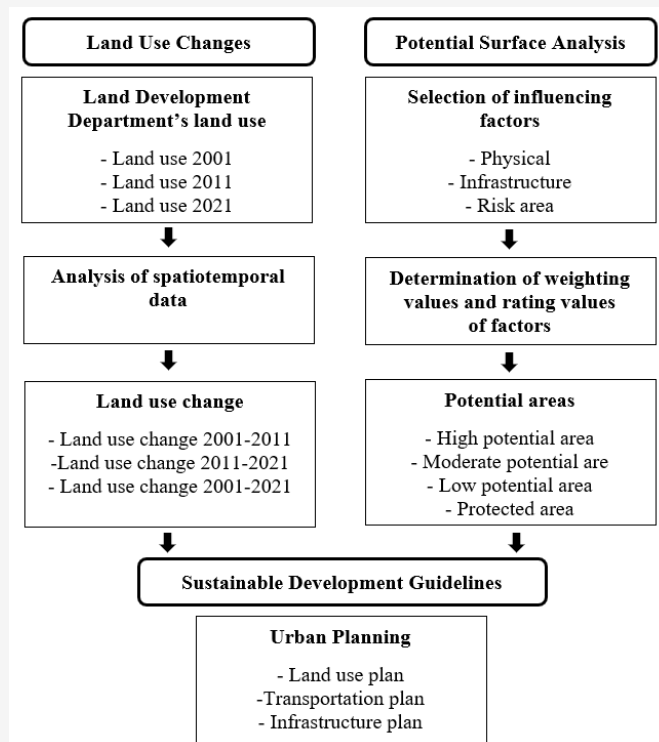 Land Use Changes
Land Development
Department's land use
- Land use 2001
- Land use 2011
- Land use 2021
Analysis of spatiotemporal
data
Land use change
- Land use change 2001-2011
-Land use change 2011-2021
- Land use change 2001-2021
Potential Surface Analysis
Selection of influencing
factors
- Physical
- Infrastructure
- Risk area
Determination of weighting
values and rating values
of factors
Potential areas
- High potential area
- Moderate potential are
- Low potential area
- Protected area
Sustainable Development Guidelines
Urban Planning
- Land use plan
-Transportation plan
- Infrastructure plan